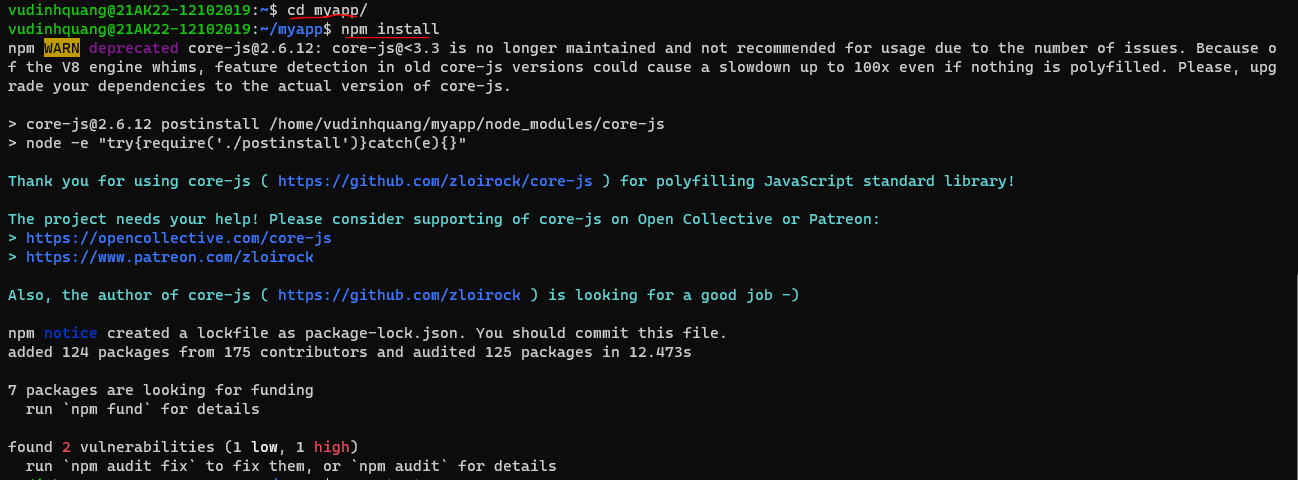 vudinhquang@21AK22-12102019:~$ cd myapp/
vudinhquang@21AK22-12102019:~/myapp$ npm install
npm WARN deprecated core-js@2.6.12: core-js@<3.3 is no longer maintained and not recommended for usage due to the number of issues. Because o
f the V8 engine whims, feature detection in old core-js versions could cause a slowdown up to 100x even if nothing is polyfilled. Please, upg
rade your dependencies to the actual version of core-js.
> core-js@2.6.12 postinstall /home/vudinhquang/myapp/node_modules/core-js
> node -e "try{require('./postinstall')}catch(e){}"
Thank you for using core-js ( https://github.com/zloirock/core-js ) for polyfilling JavaScript standard library!
The project needs your help! Please consider supporting of core-js on Open Collective or Patreon:
> https://opencollective.com/core-js
> https://www.patreon.com/zloirock
Also, the author of core-js ( https://github.com/zloirock ) is looking for a good job -)
npm notice created a lockfile as package-lock.json. You should commit this file.
added 124 packages from 175 contributors and audited 125 packages in 12.473s
7 packages are looking for funding
run `npm fund` for details
found 2 vulnerabilities (1 low, 1 high)
run `npm audit fix` to fix them, or `npm audit` for details